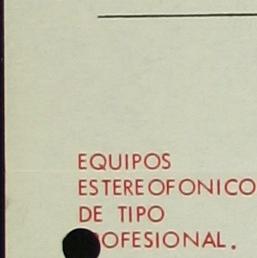 EQUIPOS
ESTEREOFONICO
DE TIPO
OFESIONAL.